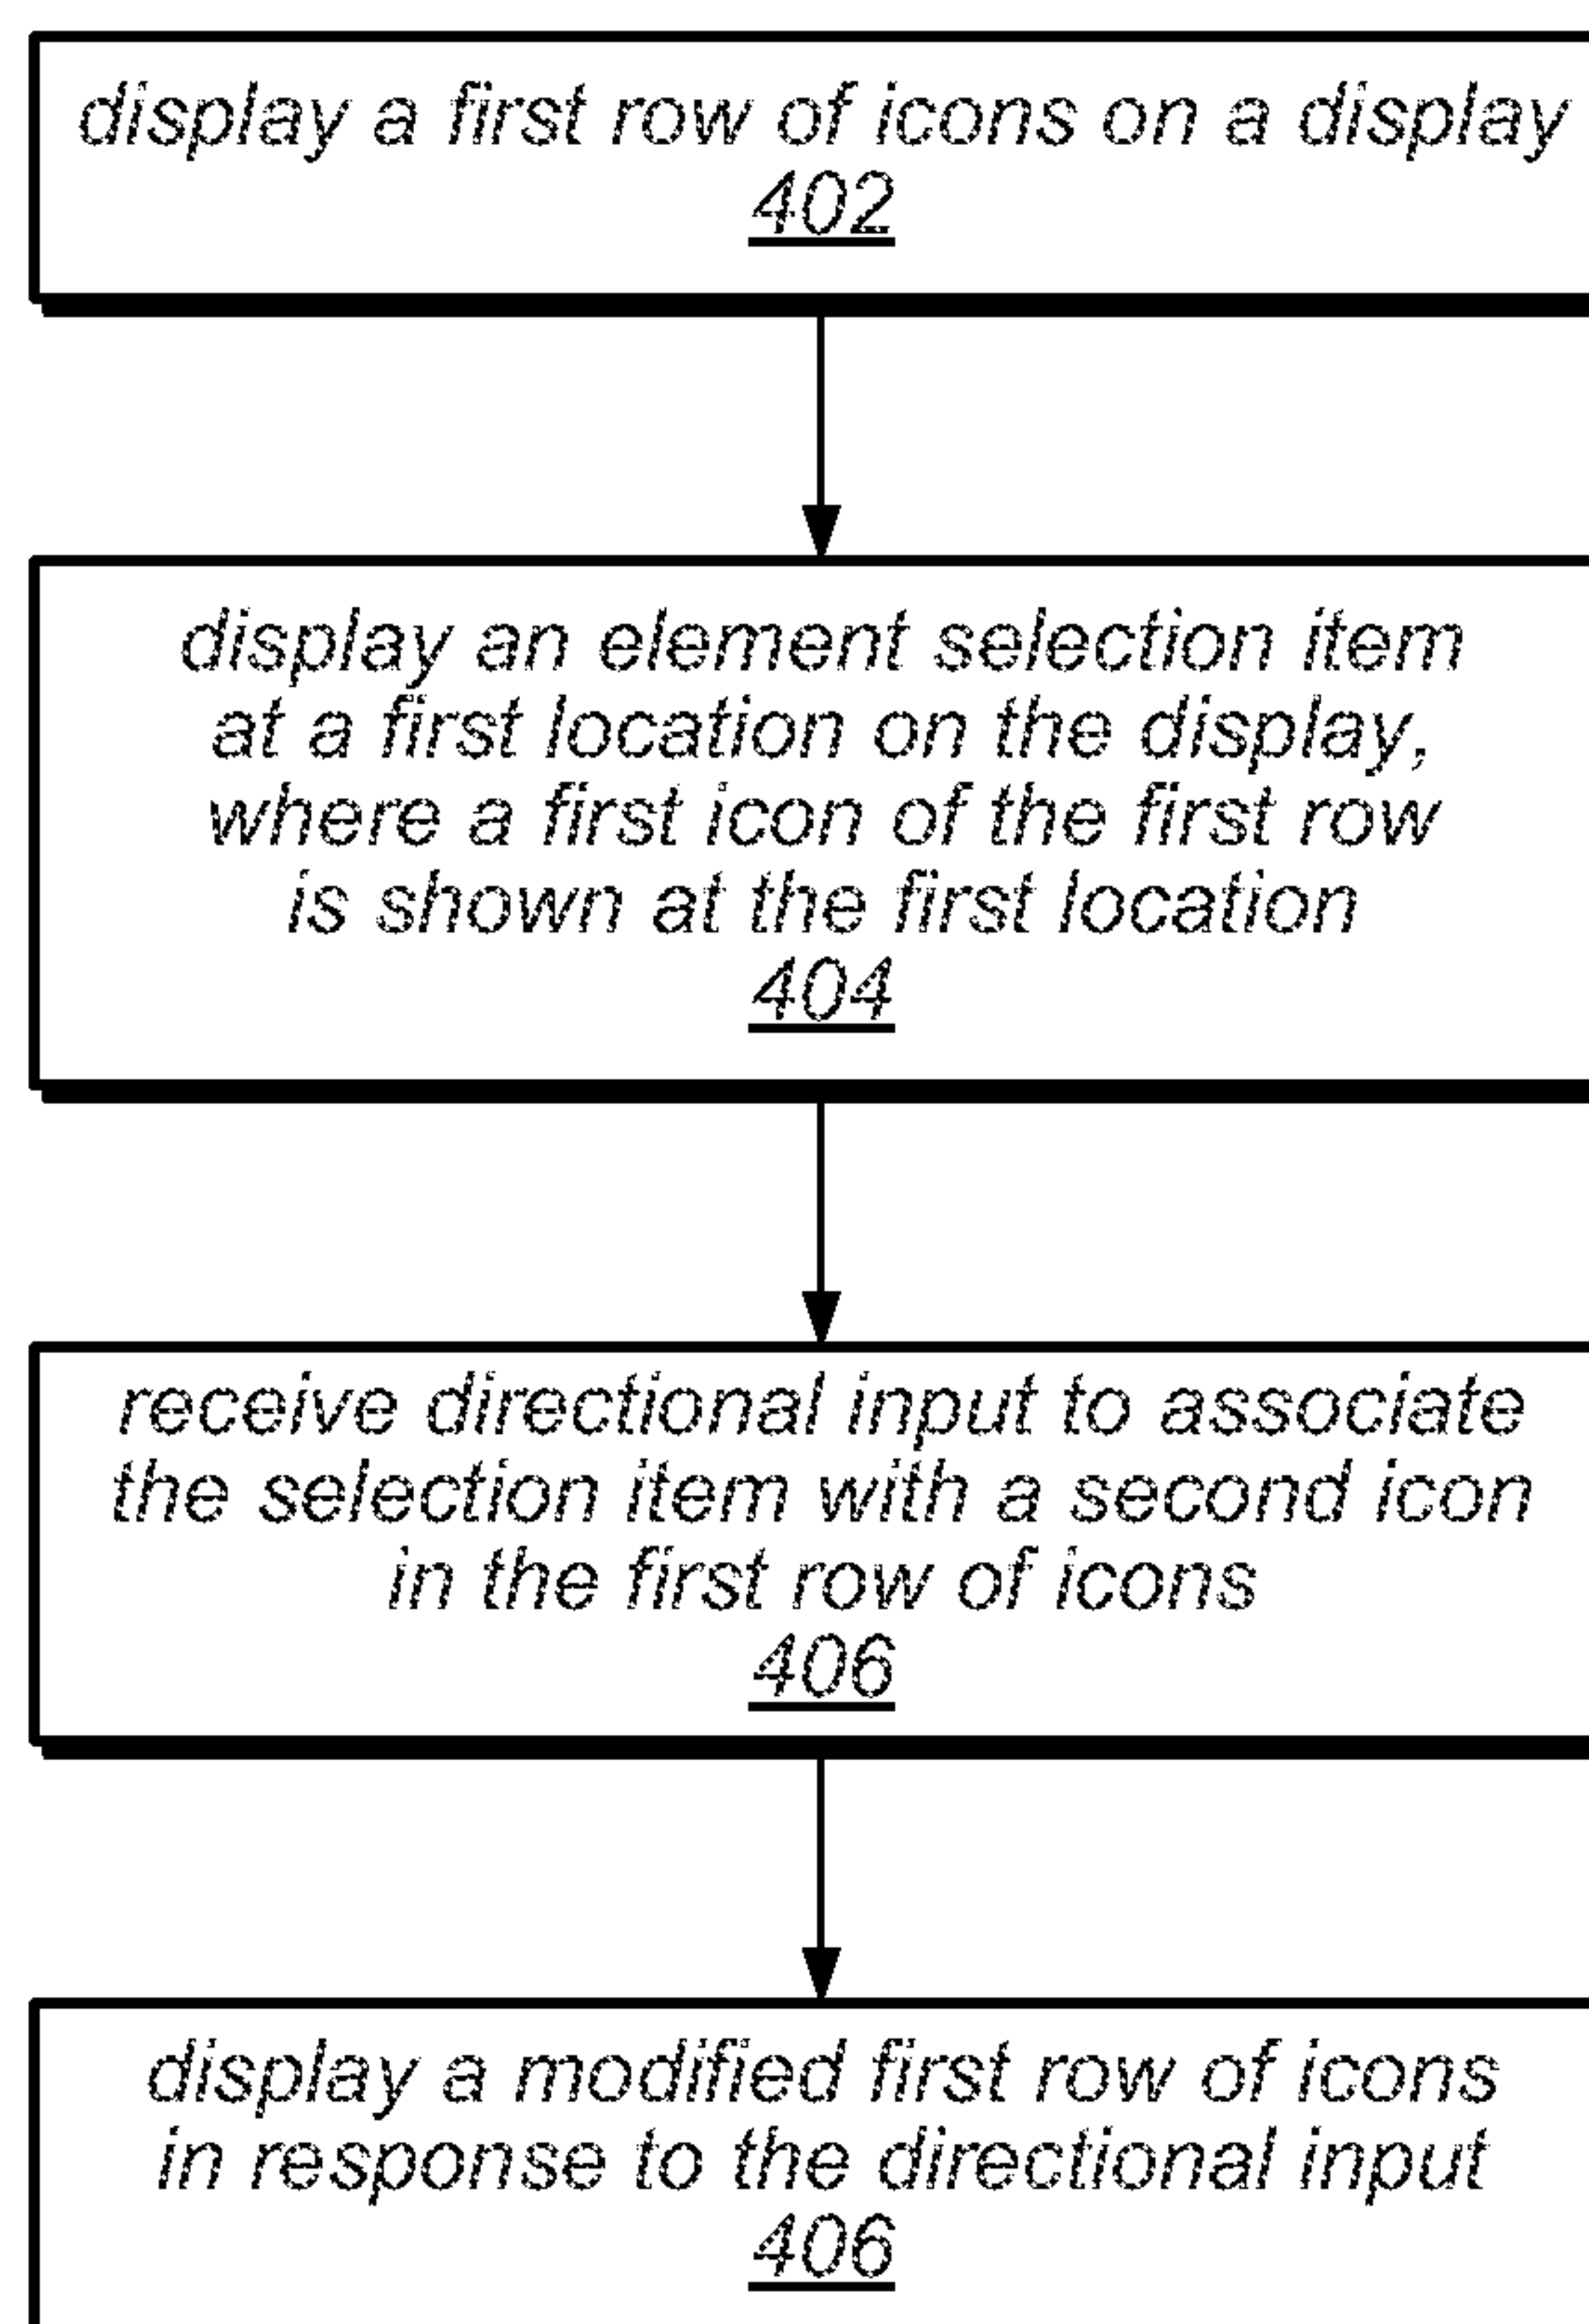 display a first row of icons on a display
402
display an element selection item
at a first location on the display,
where a first icon of the first row
is shown at the first location
404
receive directional input to associate
the selection item with a second icon
in the first row of icons
406
display a modified first row of icons
in response to the directional input
406